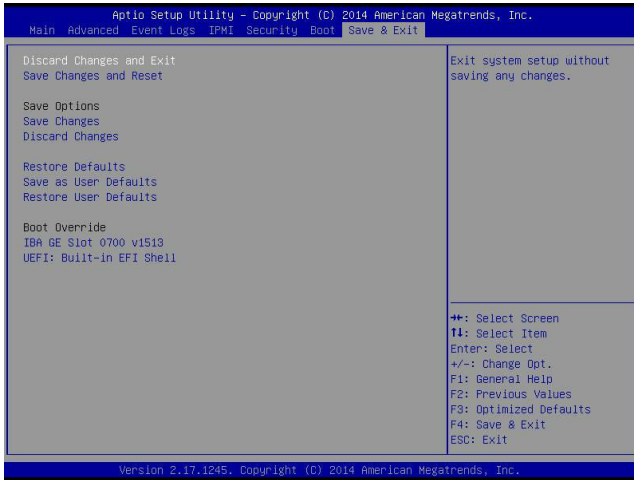 Aptio Setup Utility – Copyright (C) 2014 American Megatrends, Inc.
Main Advanced Event Logs IPMI Security Boot Save & Exit
Discard Changes and Exit
Save Changes and Reset
Save Options
Save Changes
Discard Changes
Restore Defaults
Save as User Defaults
Restore User Defaults
Boot Override
IBA GE Slot 0700 v1513
UEFI: Built-in EFI Shell
Exit system setup without
saving any changes.
→←: Select Screen
↑↓: Select Item
Enter: Select
+/-: Change Opt.
F1: General Help
F2: Previous Values
F3: Optimized Defaults
F4: Save & Exit
ESC: Exit
Version 2.17.1245. Copyright (C) 2014 American Megatrends, Inc.